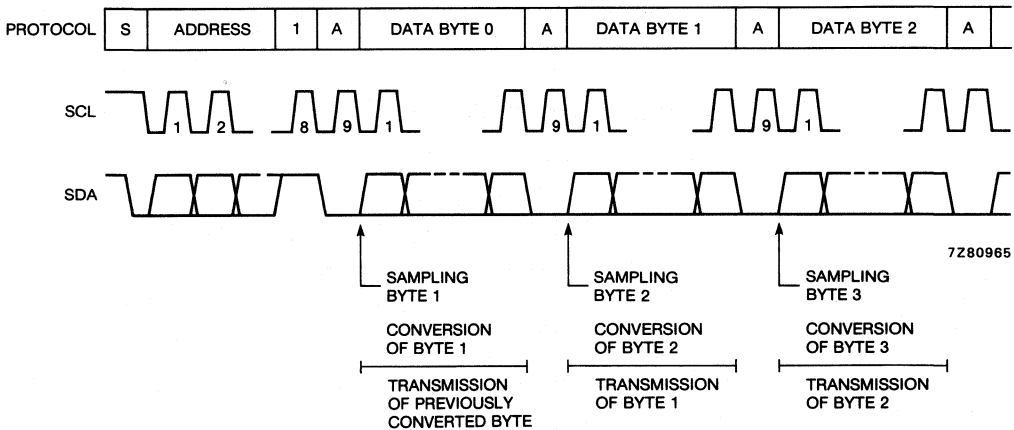 PROTOCOL S ADDRESS 1 A DATA BYTE 0 A DATA BYTE 1 A DATA BYTE 2 A
SCL 1 2 8 9 1 9 1 9 1
SDA
7Z80965
SAMPLING BYTE 1
SAMPLING BYTE 2
SAMPLING BYTE 3
CONVERSION OF BYTE 1
CONVERSION OF BYTE 2
CONVERSION OF BYTE 3
TRANSMISSION OF PREVIOUSLY CONVERTED BYTE
TRANSMISSION OF BYTE 1
TRANSMISSION OF BYTE 2